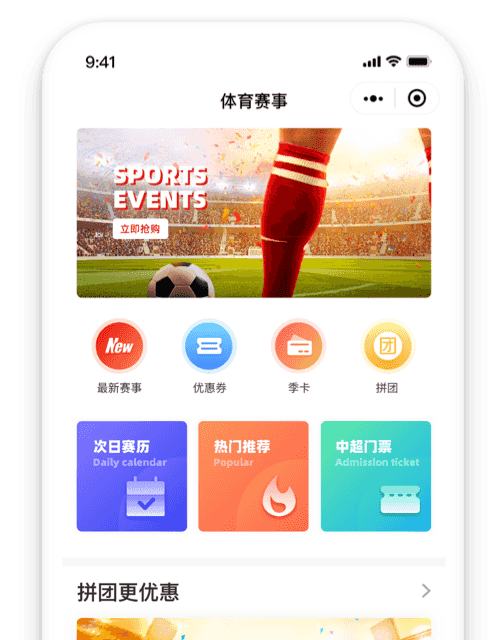 9:41
体育赛事
SPORTS
EVENTS
立即抢购
New
团
最新赛事
优惠券
季卡
拼团
次日赛历
Daily calendar
热门推荐
Popular
中超门票
Admission ticket
拼团更优惠